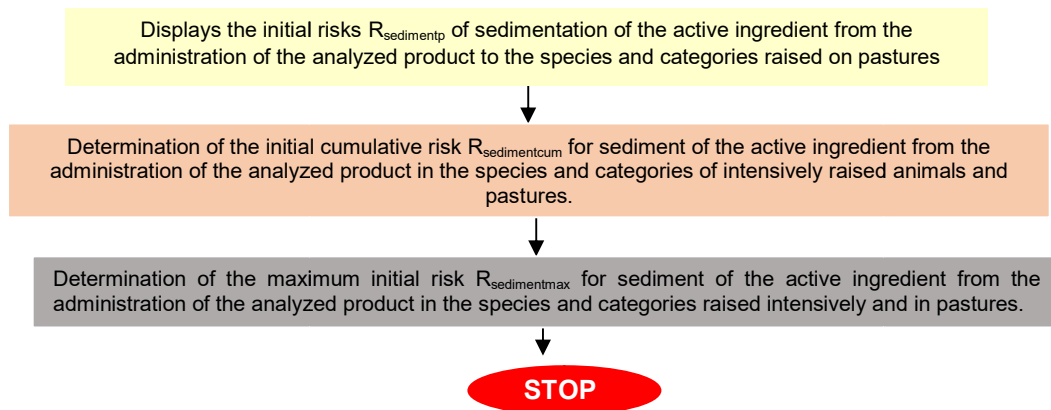 Displays the initial risks Rsedimentp of sedimentation of the active ingredient from the
administration of the analyzed product to the species and categories raised on pastures
Determination of the initial cumulative risk Rsedimentcum for sediment of the active ingredient from the
administration of the analyzed product in the species and categories of intensively raised animals and
pastures.
Determination of the maximum initial risk Rsedimentmax for sediment of the active ingredient from the
administration of the analyzed product in the species and categories raised intensively and in pastures.
STOP